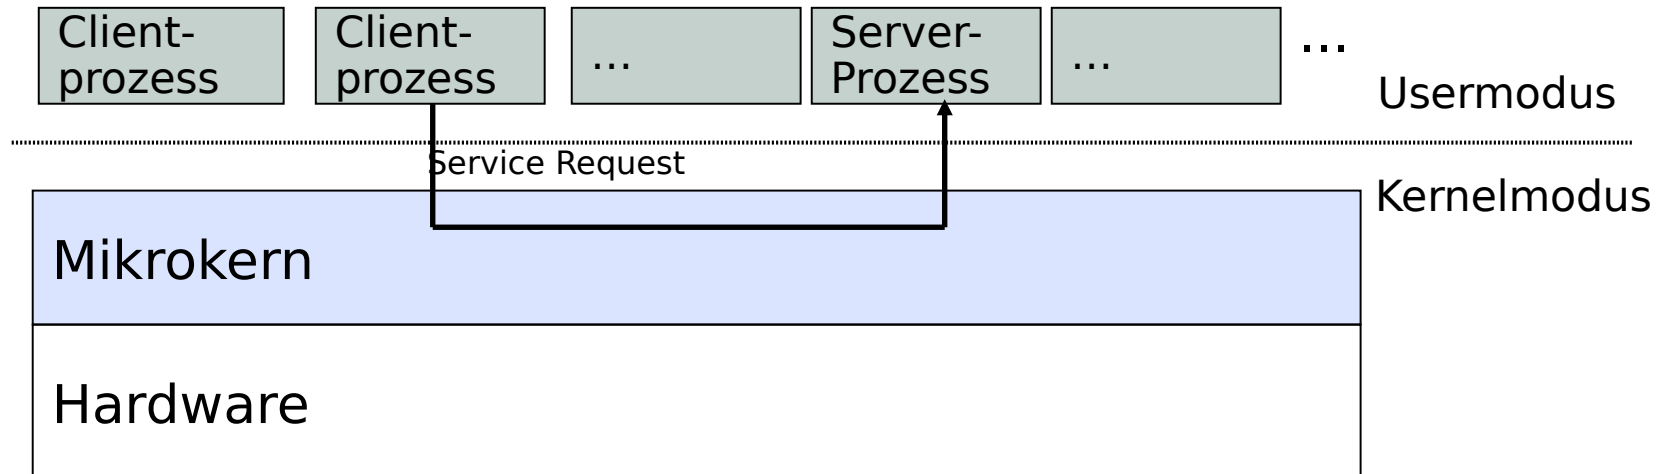 Client-
prozess
Client-
prozess
...
Server-
Prozess
...
...
Usermodus
Service Request
Kernelmodus
Mikrokern
Hardware